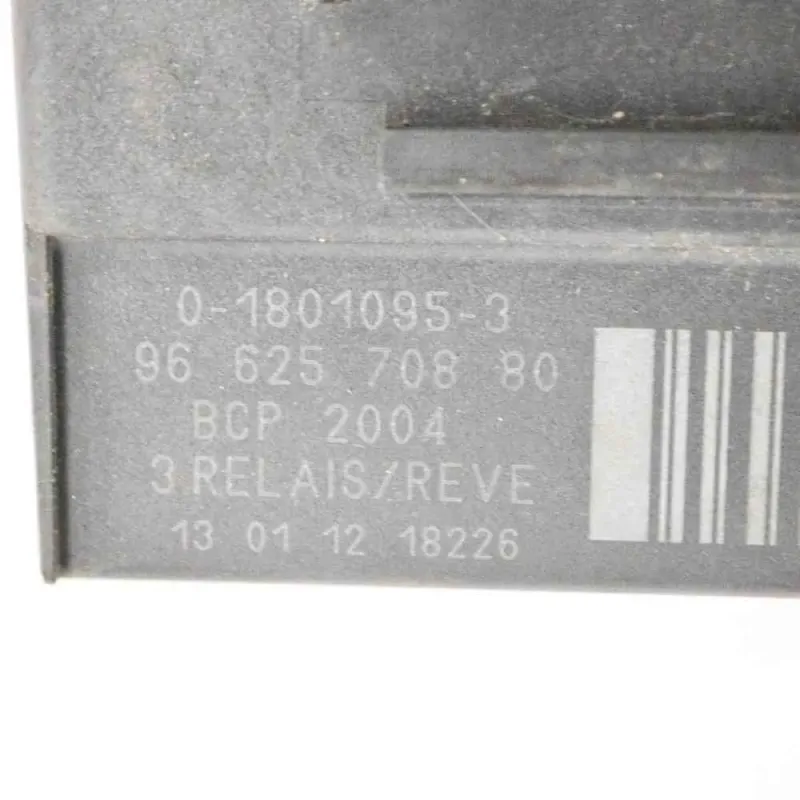 0-1801095-3
96 625 708 80
BCP 2004
3 RELAIS/REVE
13 01 12 18226